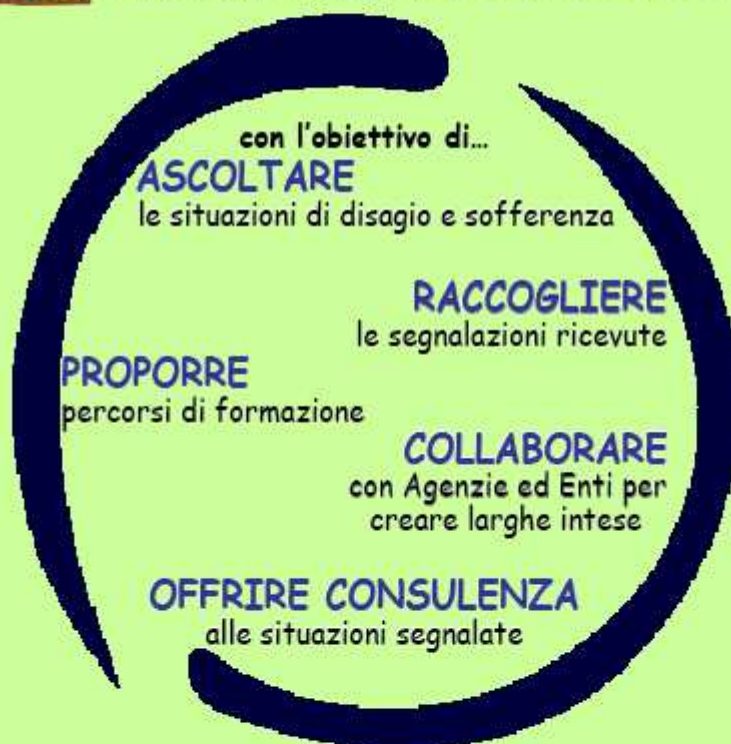 con l'obiettivo di...
ASCOLTARE
le situazioni di disagio e sofferenza
RACCOGLIERE
le segnalazioni ricevute
PROPORRE
percorsi di formazione
COLLABORARE
con Agenzie ed Enti per
creare larghe intese
OFFRIRE CONSULENZA
alle situazioni segnalate